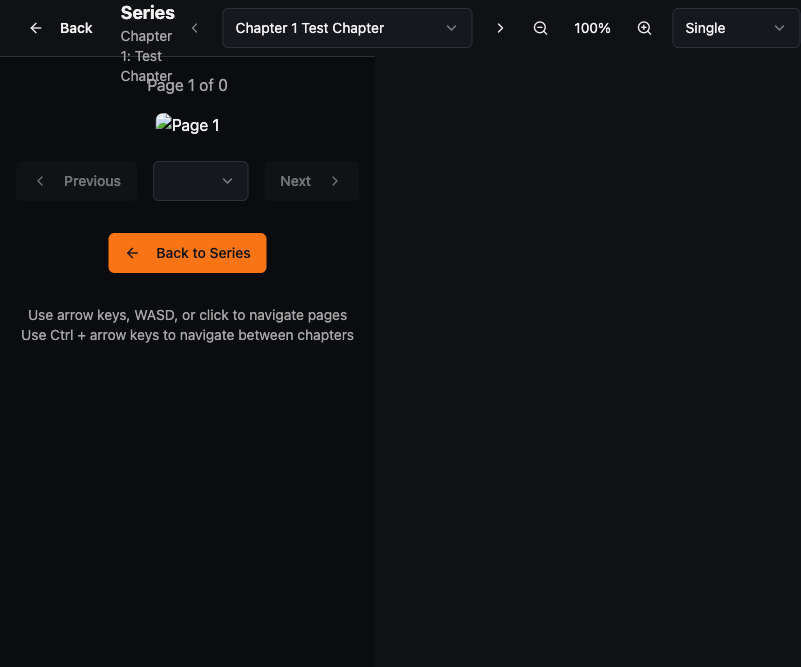 Back
Series
Chapter
1: Test
Chapter
Chapter 1 Test Chapter
100%
Single
Page 1 of 0
Page 1
Previous
Next
Back to Series
Use arrow keys, WASD, or click to navigate pages
Use Ctrl + arrow keys to navigate between chapters